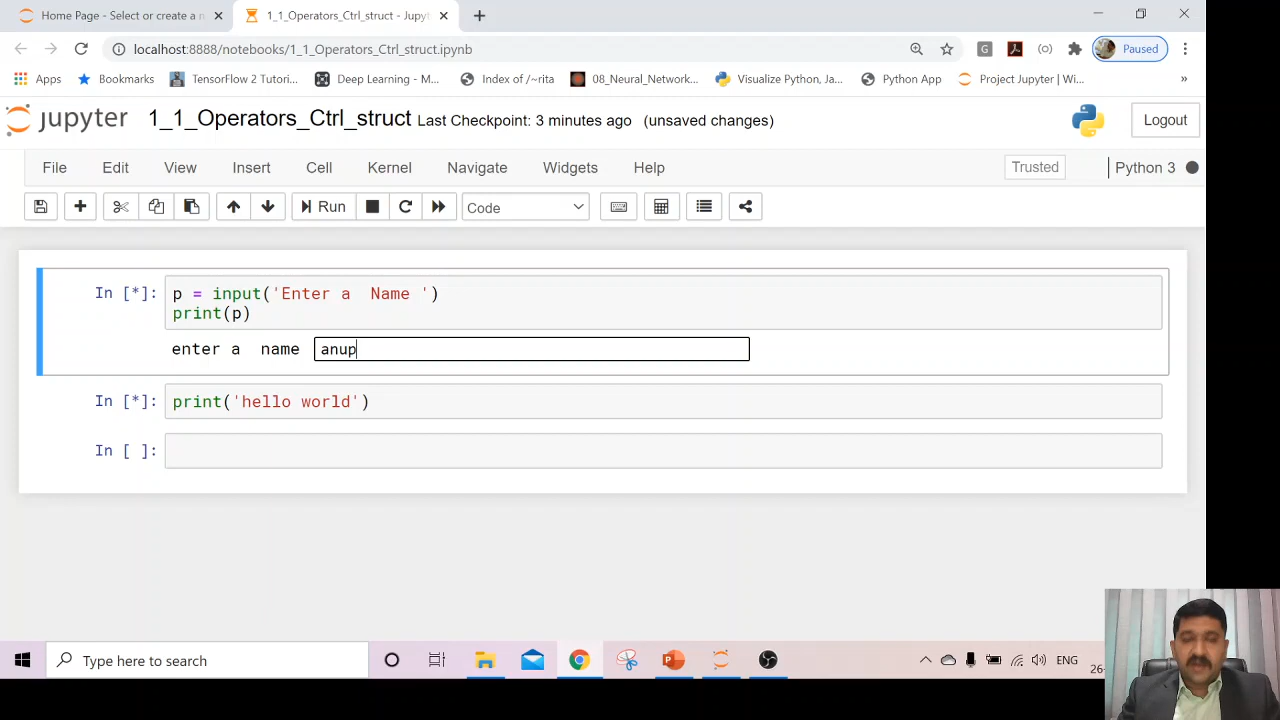 Home Page - Select or create a n
1_1_Operators_Ctrl_struct - Jupyt
localhost:8888/notebooks/1_1_Operators_Ctrl_struct.ipynb
G
Paused
Apps
Bookmarks
TensorFlow 2 Tutori...
Deep Learning - M...
Index of /~rita
08_Neural_Network...
Visualize Python, Ja...
Python App
Project Jupyter | Wi...
»
jupyter 1_1_Operators_Ctrl_struct Last Checkpoint: 3 minutes ago (unsaved changes)
Logout
File Edit View Insert Cell Kernel Navigate Widgets Help
Trusted
Python 3
Run
Code
In [*]: p = input('Enter a  Name ')
print(p)
enter a  name anup
In [*]: print('hello world')
In [ ]:
Type here to search
ENG
26-